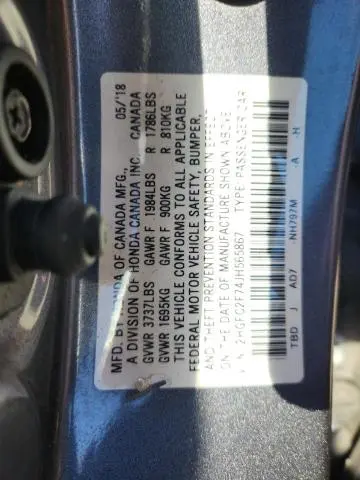 MFD. BY HONDA OF CANADA MFG. 05/'18
A DIVISION OF HONDA CANADA INC. CANADA
GVWR 3737LBS GAWR F 1984LBS R 1786LBS
GVWR 1695KG GAWR F 900KG R 810KG
THIS VEHICLE CONFORMS TO ALL APPLICABLE
FEDERAL MOTOR VEHICLE SAFETY, BUMPER,
AND THEFT PREVENTION STANDARDS IN EFFECT
ON THE DATE OF MANUFACTURE SHOWN ABOVE.
V.I.N. 2HGFC2F74JH565867 TYPE: PASSENGER CAR
TBD J AD7 NH797M -A -H